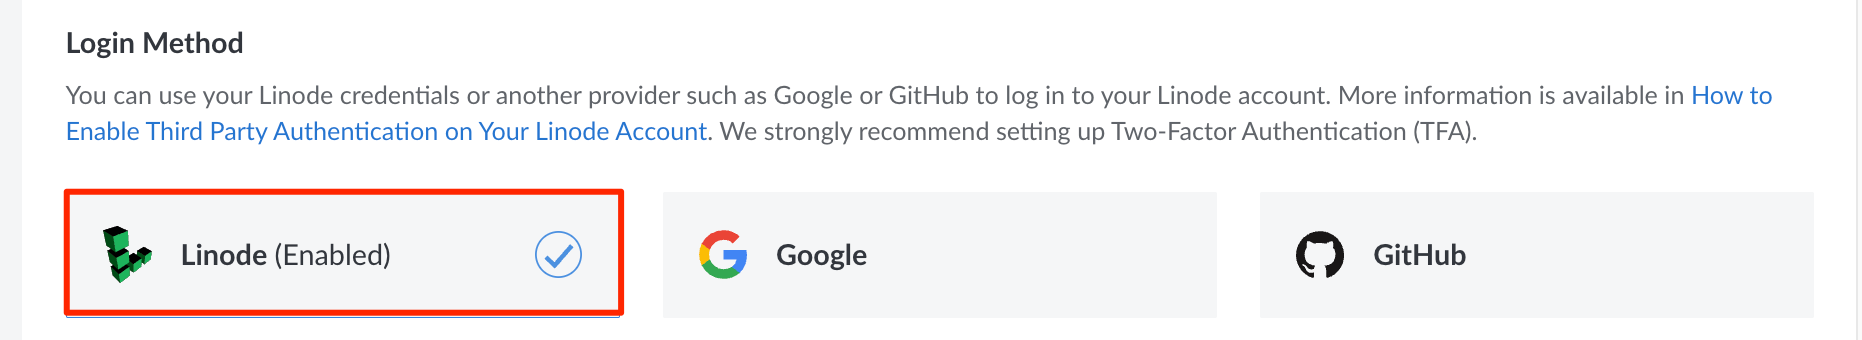 Login Method
You can use your Linode credentials or another provider such as Google or GitHub to log in to your Linode account. More information is available in How to
Enable Third Party Authentication on Your Linode Account. We strongly recommend setting up Two-Factor Authentication (TFA).
Linode (Enabled)
Google
GitHub